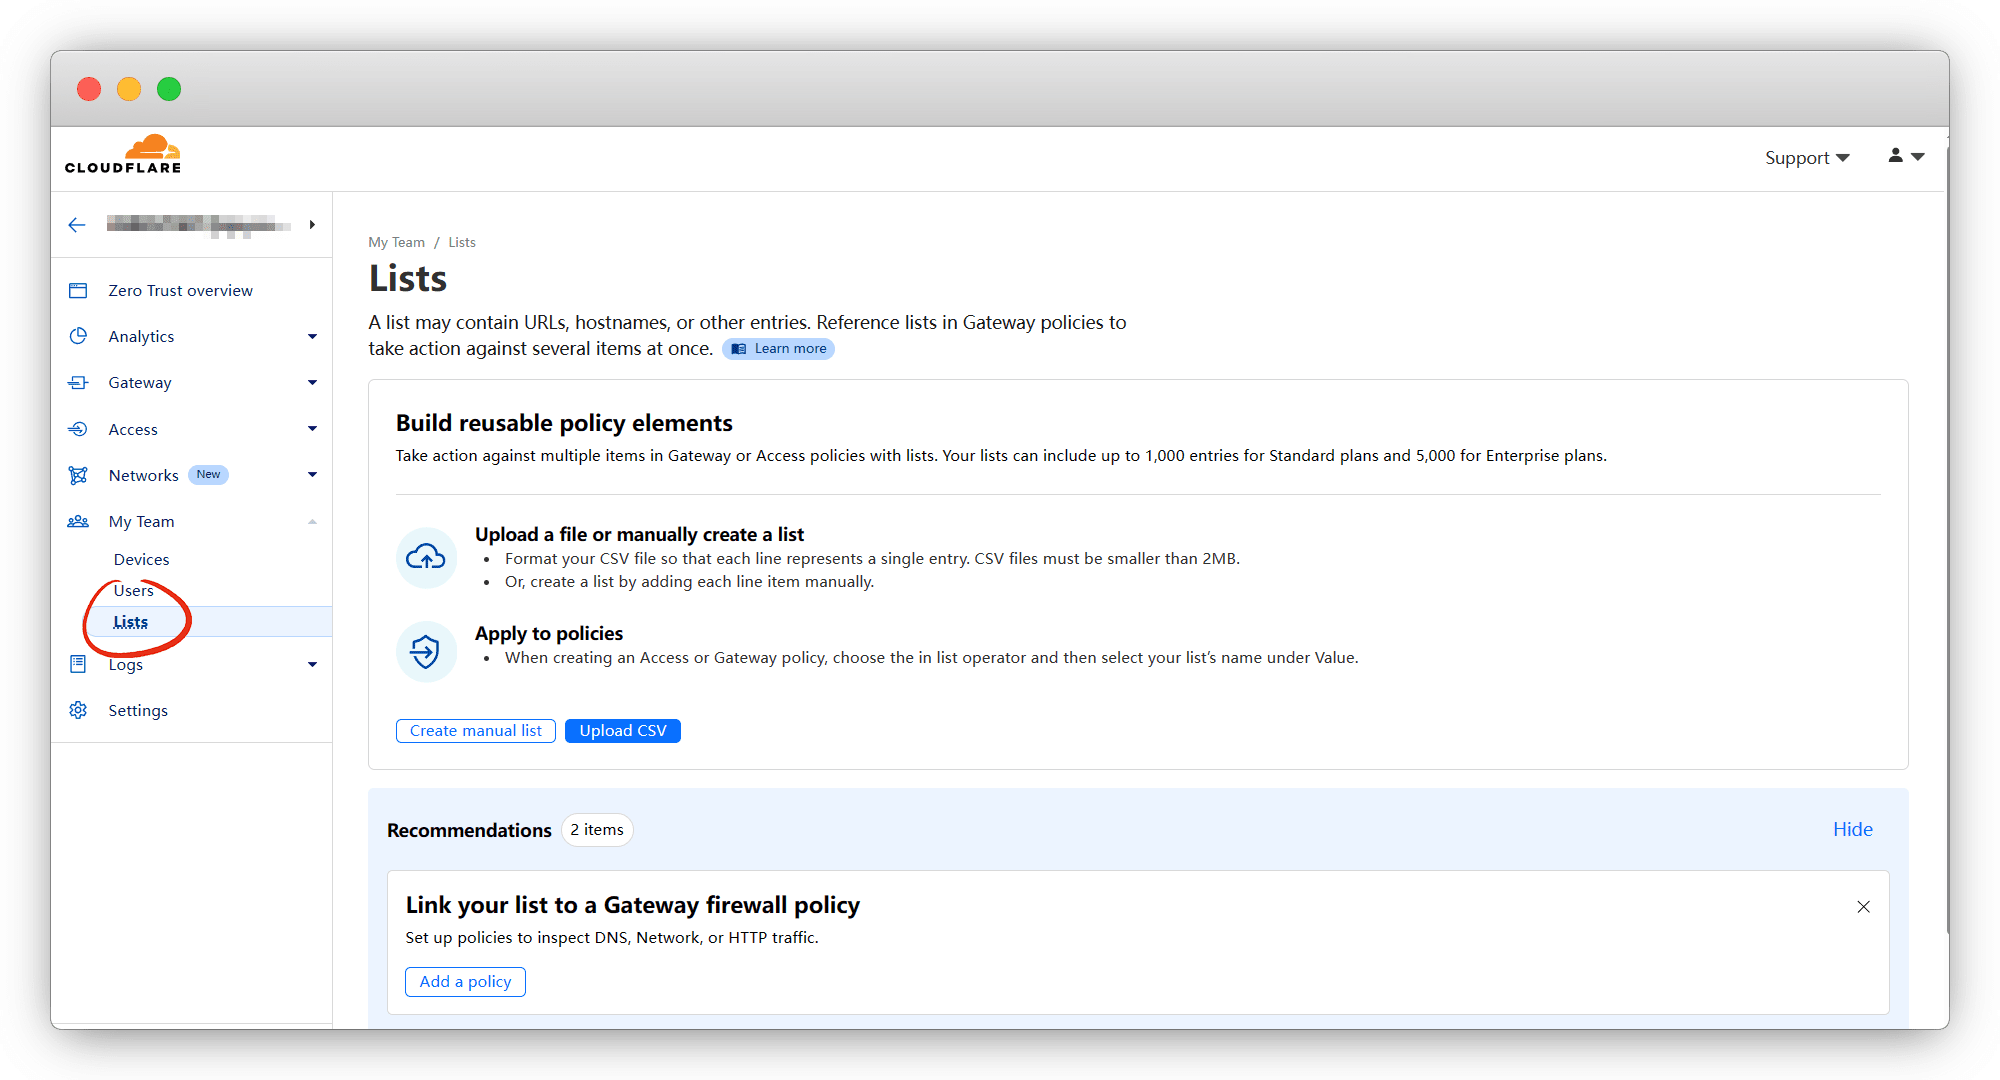 CLOUDFLARE
Support
Zero Trust overview
Analytics
Gateway
Access
Networks New
My Team
Devices
Users
Lists
Logs
Settings
My Team / Lists
Lists
A list may contain URLs, hostnames, or other entries. Reference lists in Gateway policies to
take action against several items at once. Learn more
Build reusable policy elements
Take action against multiple items in Gateway or Access policies with lists. Your lists can include up to 1,000 entries for Standard plans and 5,000 for Enterprise plans.
Upload a file or manually create a list
• Format your CSV file so that each line represents a single entry. CSV files must be smaller than 2MB.
• Or, create a list by adding each line item manually.
Apply to policies
• When creating an Access or Gateway policy, choose the in list operator and then select your list’s name under Value.
Create manual list Upload CSV
Recommendations 2 items
Hide
Link your list to a Gateway firewall policy
Set up policies to inspect DNS, Network, or HTTP traffic.
Add a policy